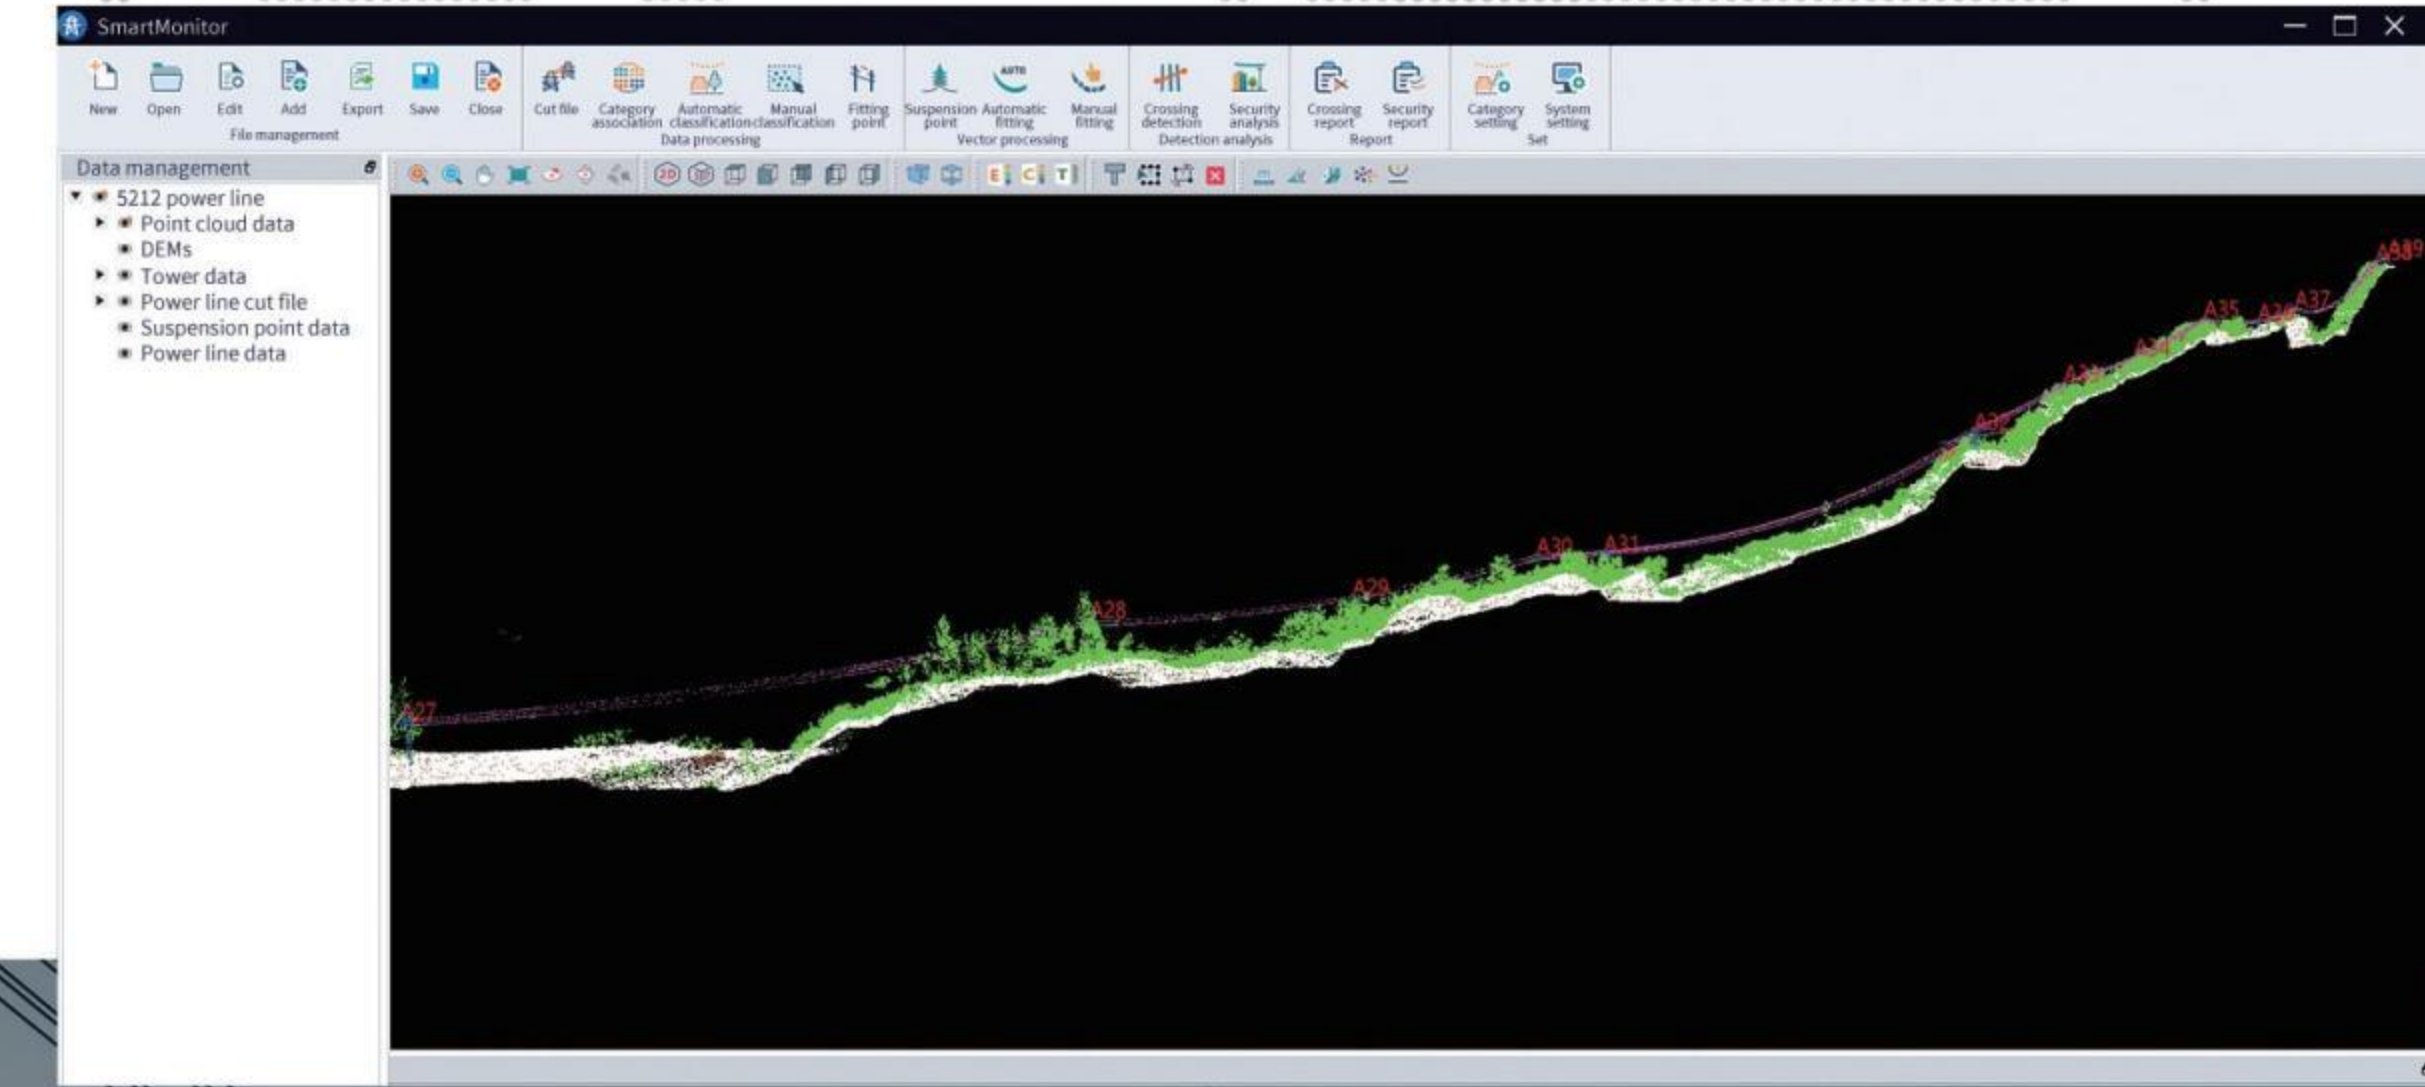 SmartMonitor
New Open Edit Add Export Save Close
File management
Cut file Category association Automatic classification Manual classification Fitting point
Data processing
Suspension point Automatic fitting Manual fitting
Vector processing
Crossing detection Security analysis
Detection analysis
Crossing report Security report
Report
Category setting System setting
Set
AUTO
Data management
2D
E C T
5212 power line
Point cloud data
DEMs
Tower data
Power line cut file
Suspension point data
Power line data
A35 A37
A28 A29 A30 A31
A27